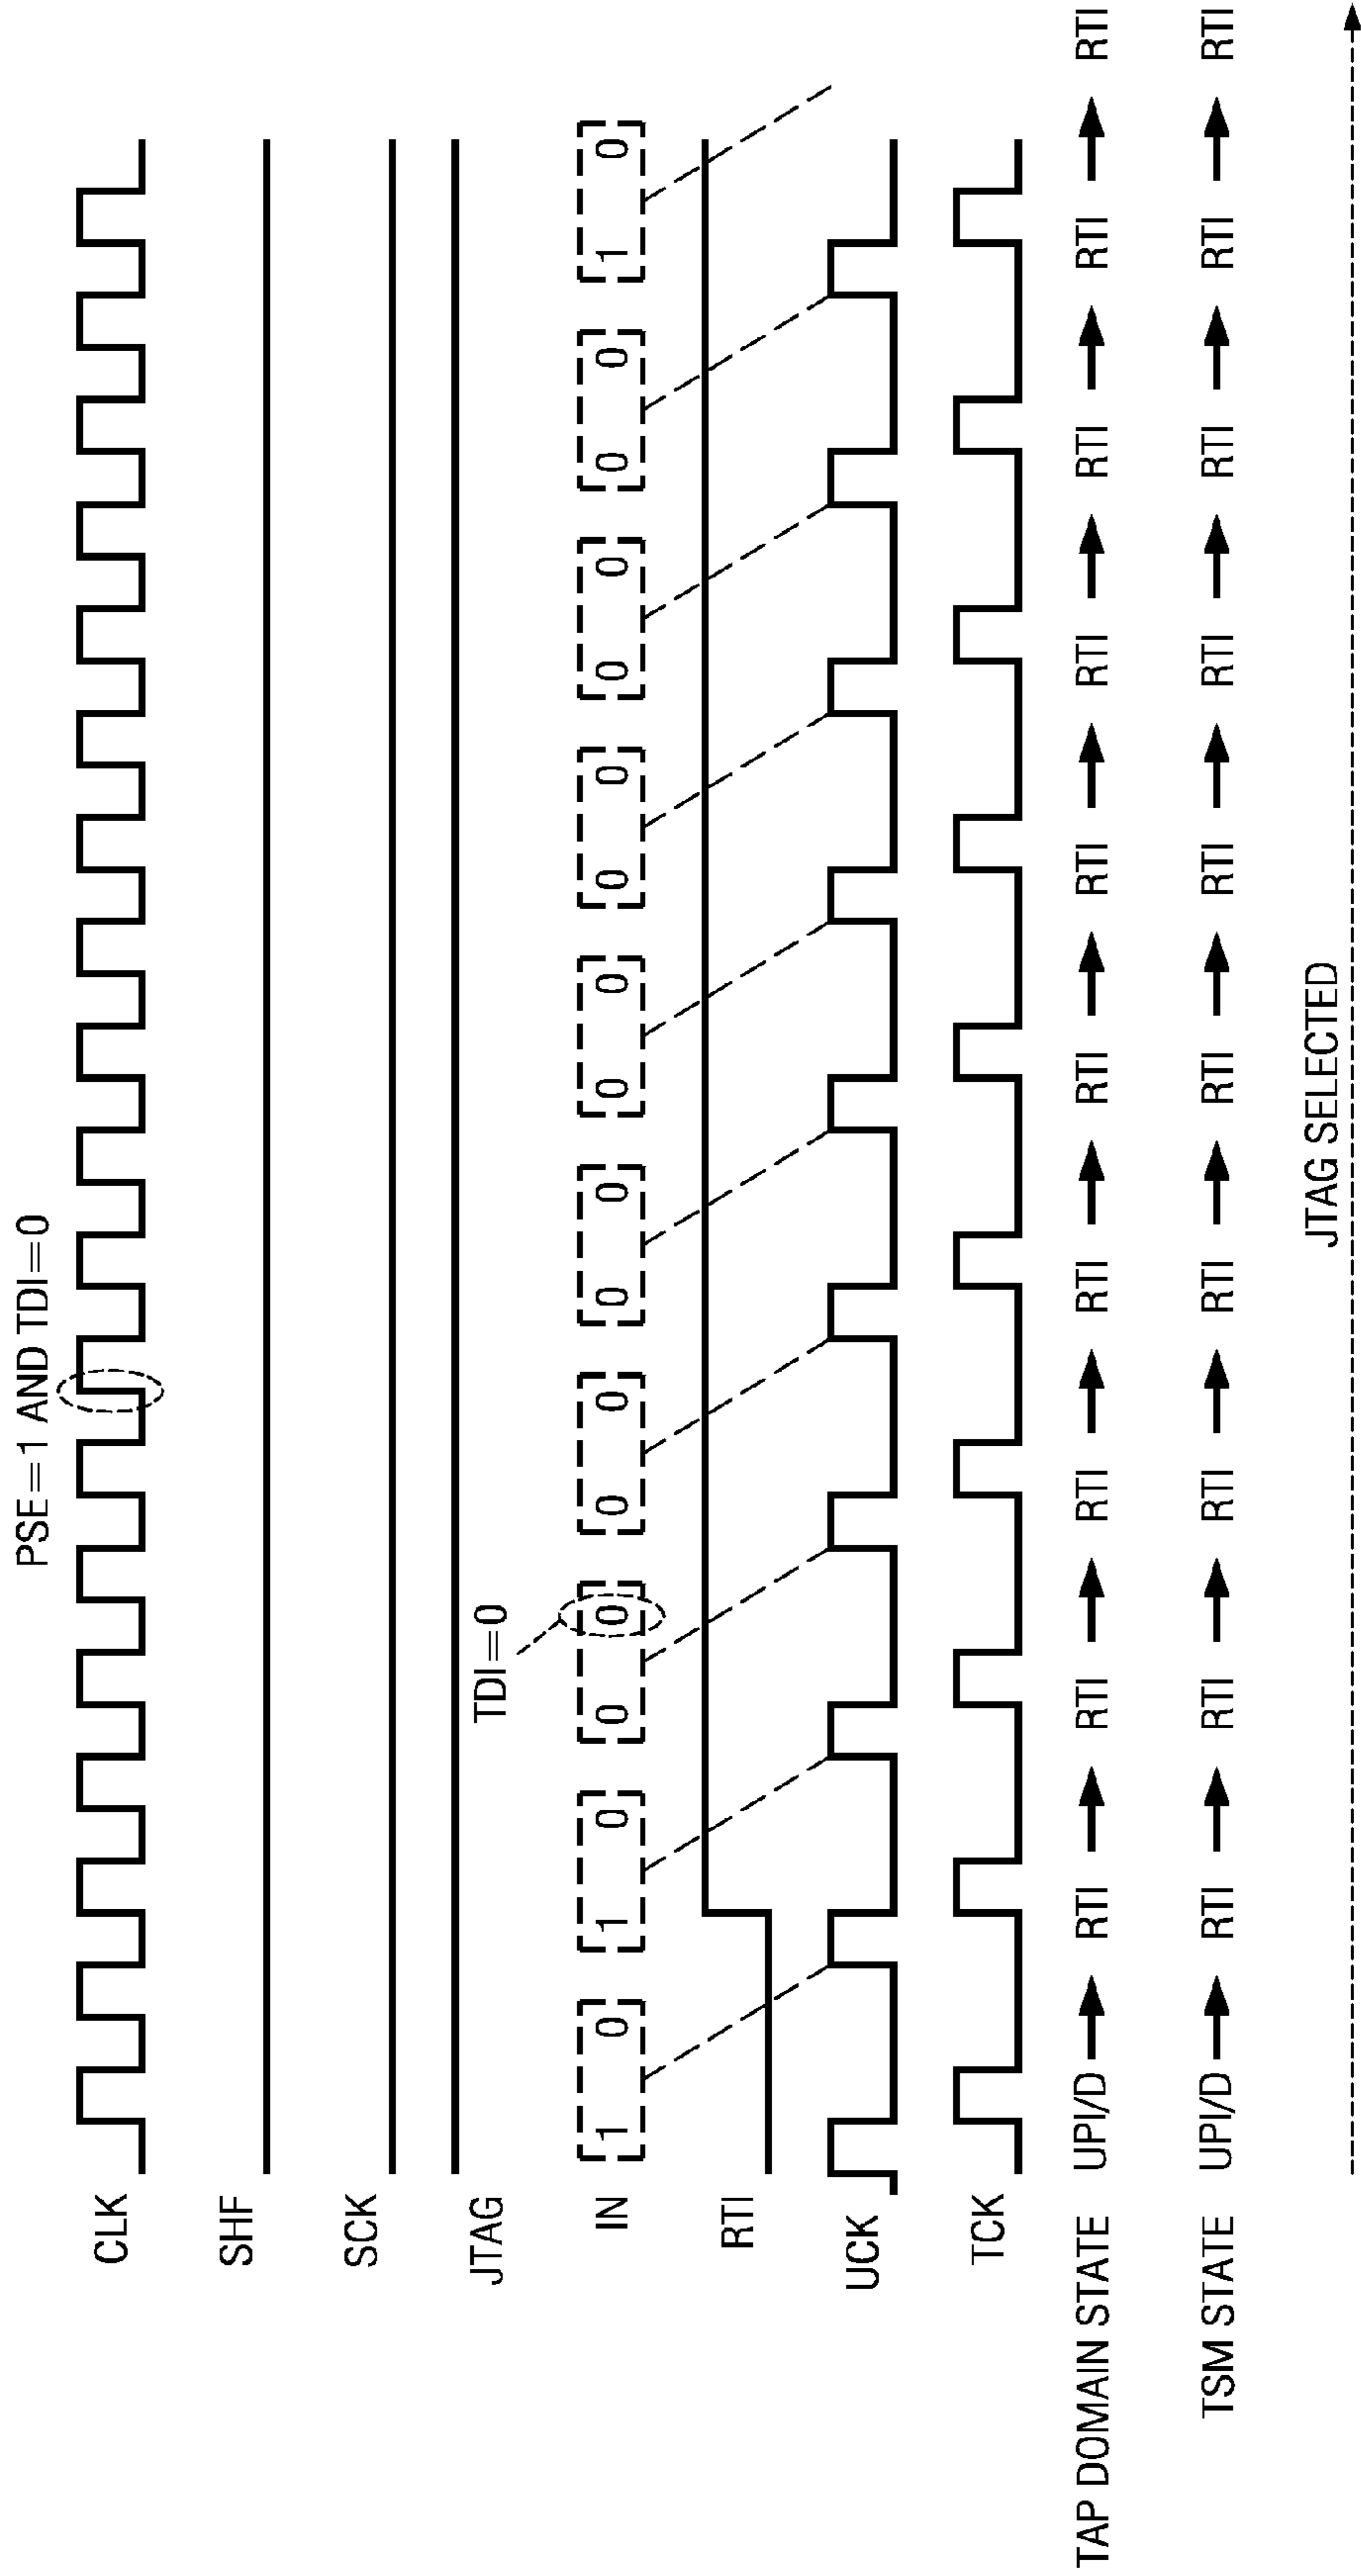 PSE=1 AND TDI=0
CLK
SHF
SCK
JTAG
TDI=0
IN 1 0 1 0 0 0 0 0 0 0 0 0 0 0 0 0 0 0 1 0
RTI
UCK
TCK
TAP DOMAIN STATE UPI/D RTI RTI RTI RTI RTI RTI RTI RTI RTI RTI
TSM STATE UPI/D RTI RTI RTI RTI RTI RTI RTI RTI RTI RTI
JTAG SELECTED